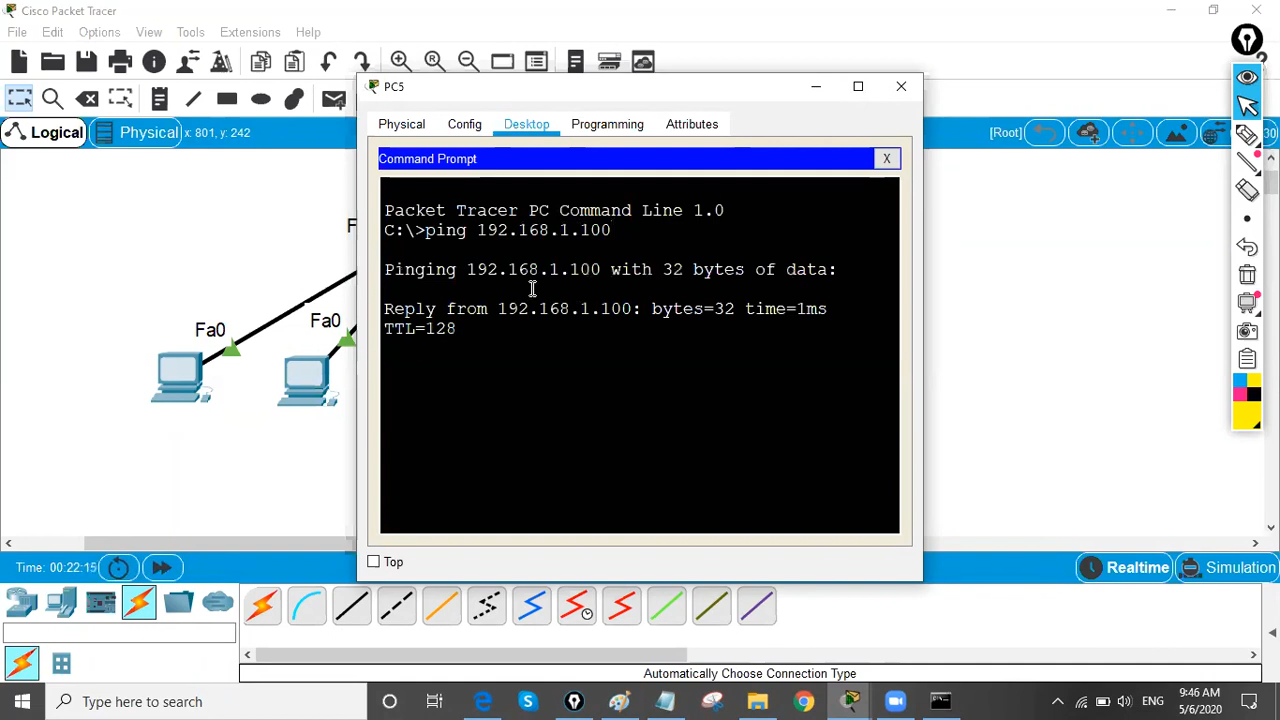 Cisco Packet Tracer
File Edit Options View Tools Extensions Help
Logical Physical x: 801, y: 242 [Root]
PC5
Physical Config Desktop Programming Attributes
Command Prompt X
Packet Tracer PC Command Line 1.0
C:\>ping 192.168.1.100
Pinging 192.168.1.100 with 32 bytes of data:
Reply from 192.168.1.100: bytes=32 time=1ms
TTL=128
Fa0
Fa0
Top
Time: 00:22:15 Realtime Simulation
Automatically Choose Connection Type
Type here to search
ENG
9:46 AM
5/6/2020